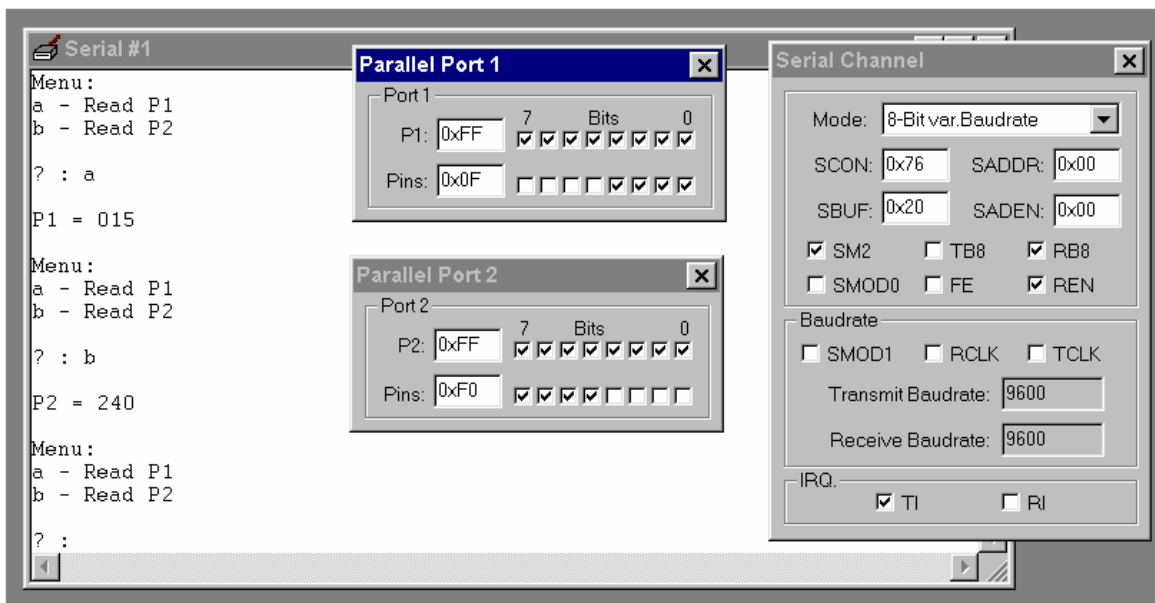 Serial #1
Menu:
a - Read P1
b - Read P2
? : a
P1 = 015
Menu:
a - Read P1
b - Read P2
? : b
P2 = 240
Menu:
a - Read P1
b - Read P2
? :
Parallel Port 1
Port 1
7 Bits 0
P1: 0xFF
Pins: 0x0F
Parallel Port 2
Port 2
7 Bits 0
P2: 0xFF
Pins: 0xF0
Serial Channel
Mode: 8-Bit var.Baudrate
SCON: 0x76 SADDR: 0x00
SBUF: 0x20 SADEN: 0x00
SM2 TB8 RB8
SMOD0 FE REN
Baudrate
SMOD1 RCLK TCLK
Transmit Baudrate: 9600
Receive Baudrate: 9600
IRQ.
TI RI